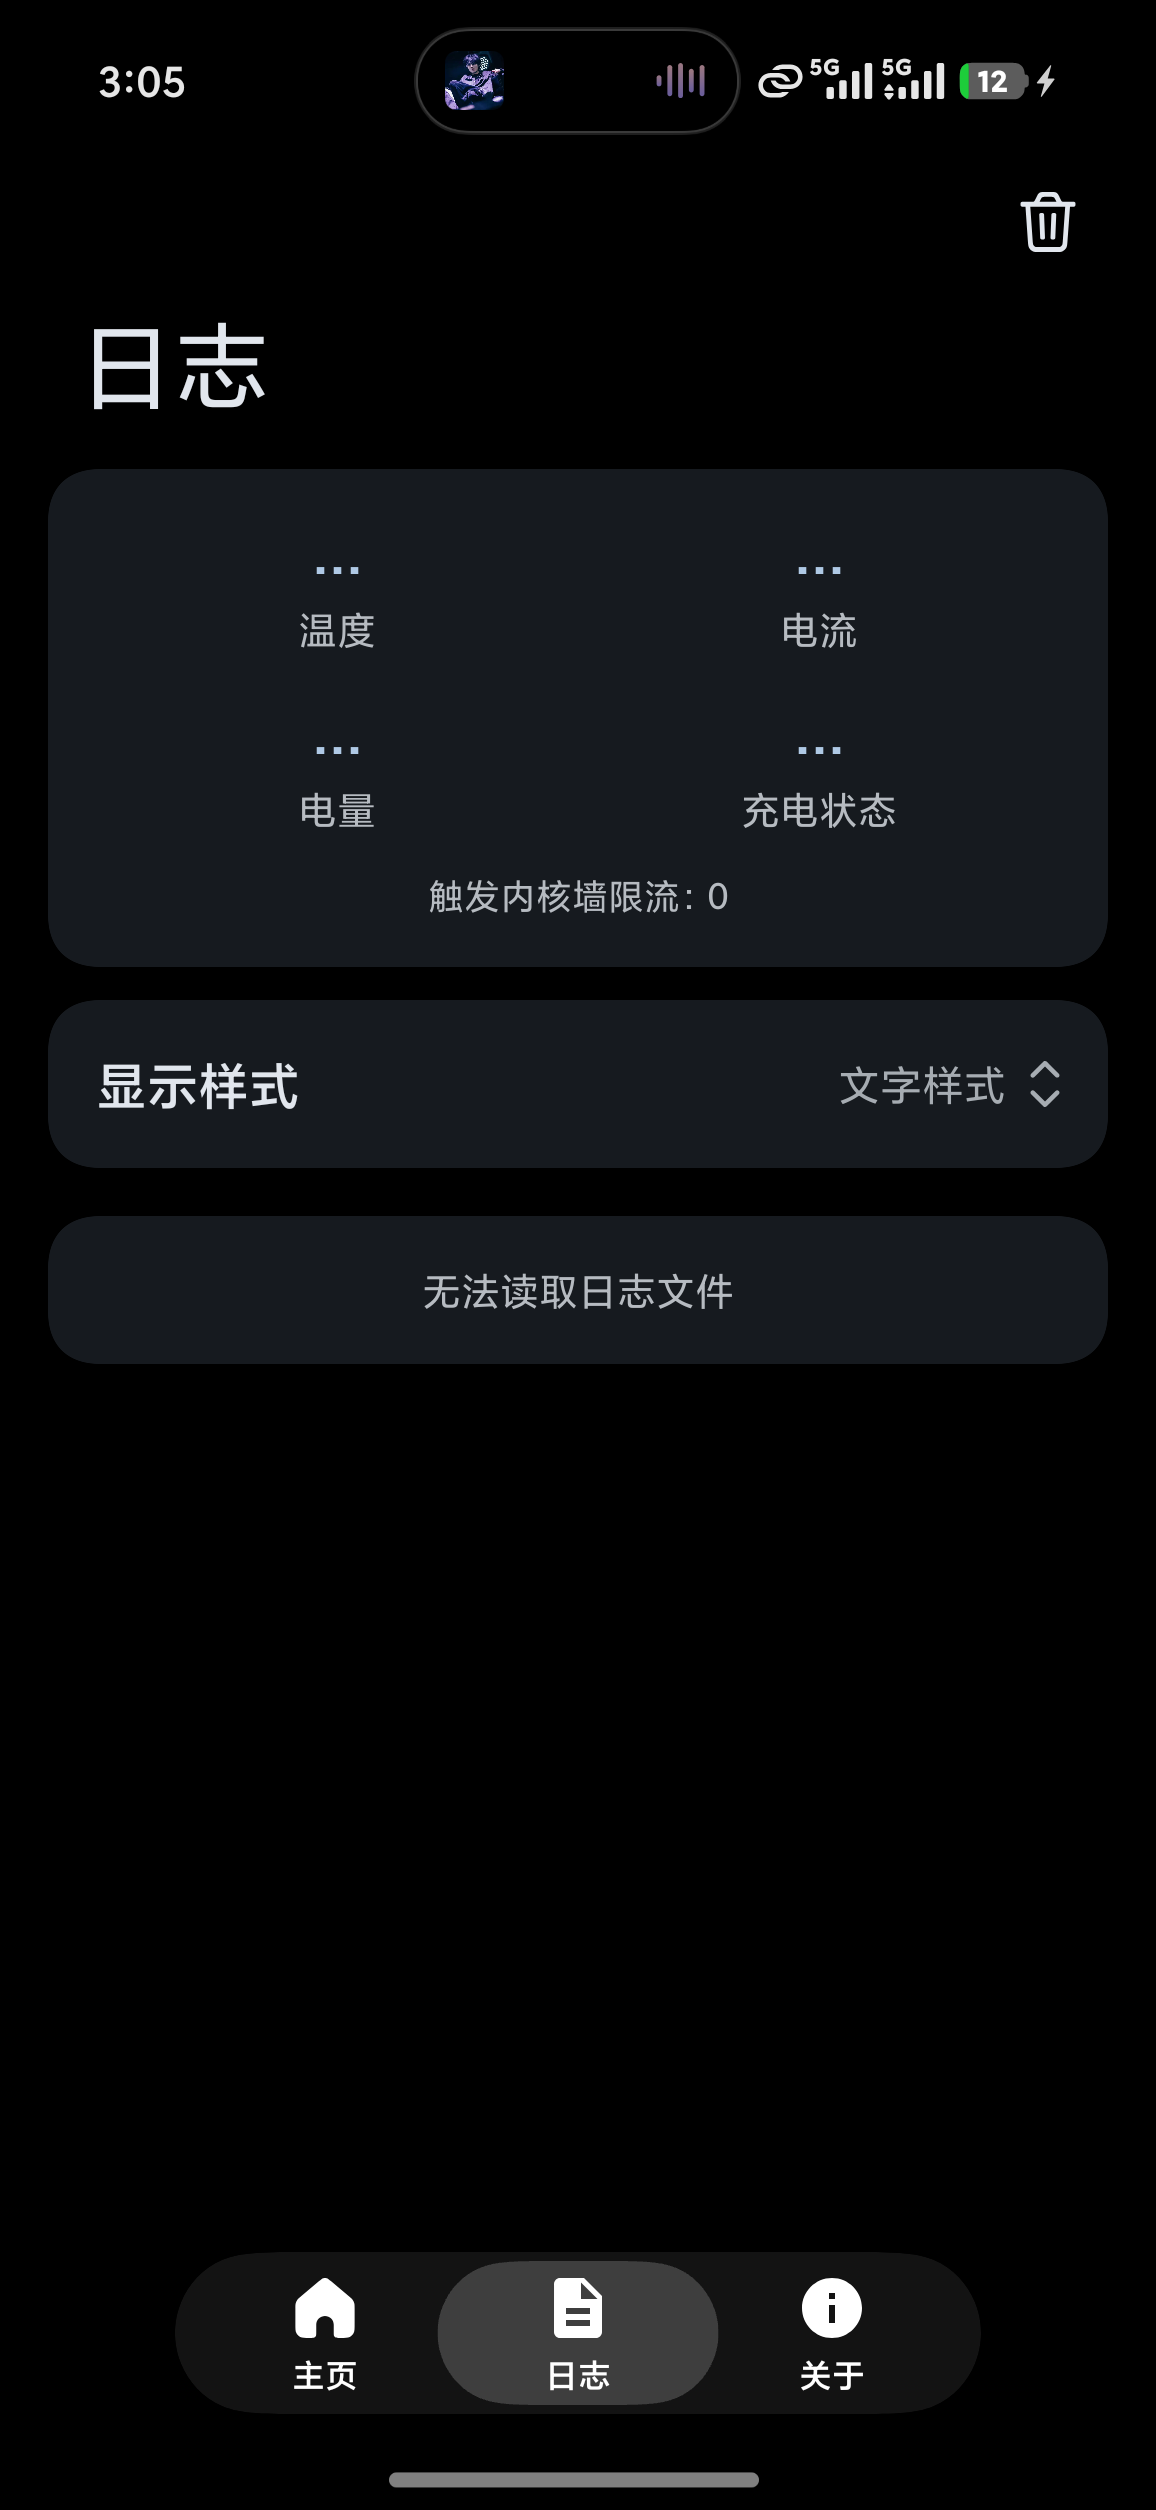 3:05
5G 5G 12
日志
... ...
温度 电流
... ...
电量 充电状态
触发内核墙限流: 0
显示样式 文字样式
无法读取日志文件
主页 日志 关于